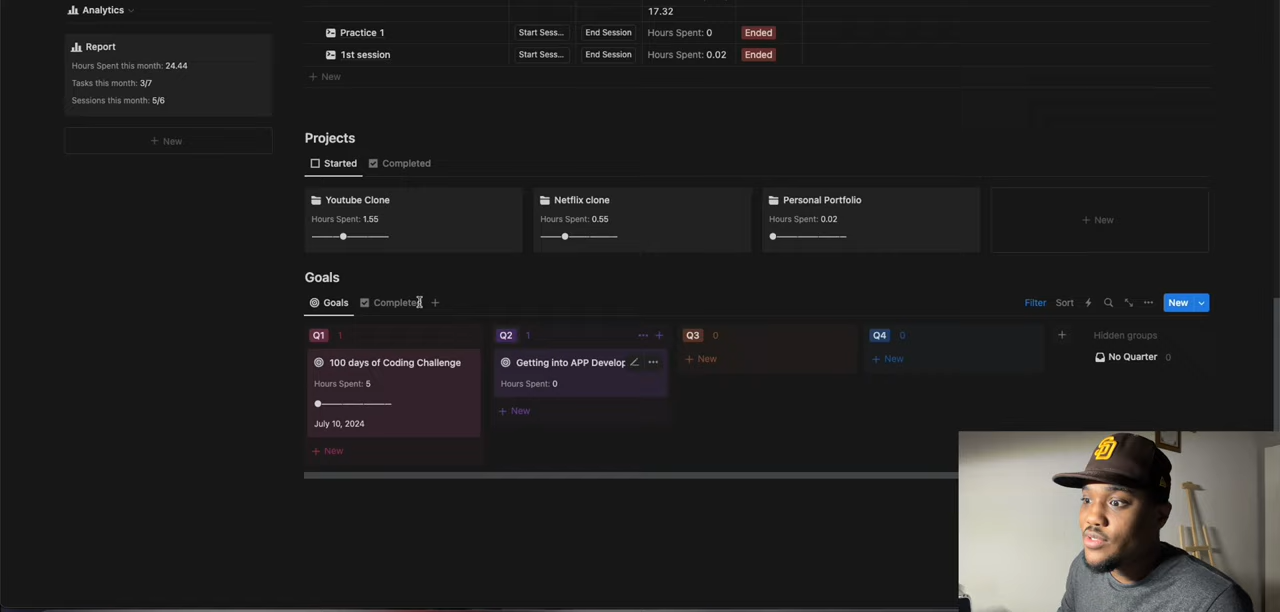 Analytics
Report
Hours Spent this month: 24.44
Tasks this month: 3/7
Sessions this month: 5/6
+ New
17.32
Practice 1
Start Sess...
End Session
Hours Spent: 0
Ended
1st session
Start Sess...
End Session
Hours Spent: 0.02
Ended
+ New
Projects
Started
Completed
Youtube Clone
Hours Spent: 1.55
Netflix clone
Hours Spent: 0.55
Personal Portfolio
Hours Spent: 0.02
+ New
Goals
Goals
Completed
+
Filter
Sort
New
Q1 1
Q2 1
Q3 0
Q4 0
Hidden groups
100 days of Coding Challenge
Hours Spent: 5
July 10, 2024
+ New
Getting into APP Develop
Hours Spent: 0
+ New
+ New
+ New
No Quarter 0
SD